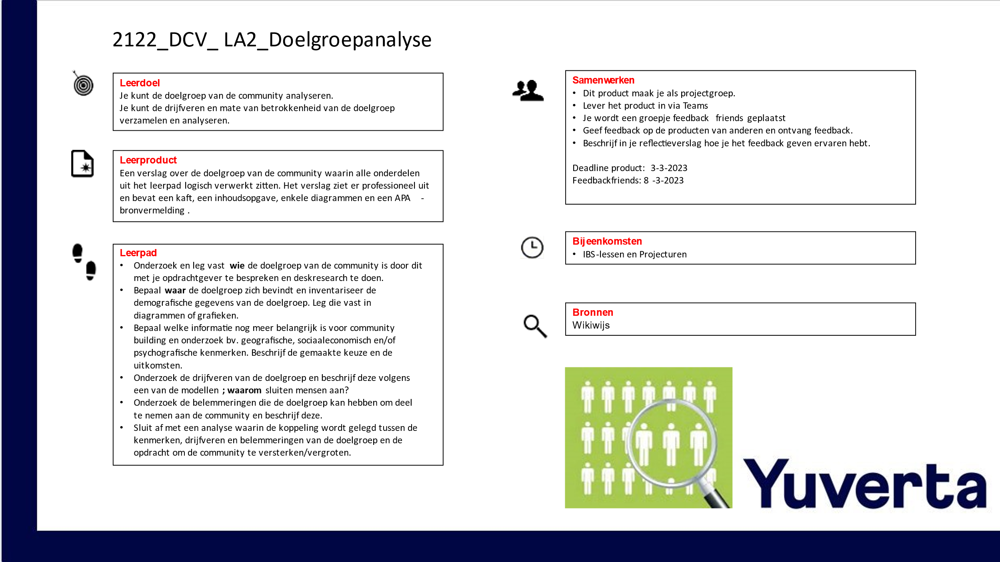 2122_DCV_ LA2_Doelgroepanalyse
Leerdoel
Je kunt de doelgroep van de community analyseren.
Je kunt de drijfveren en mate van betrokkenheid van de doelgroep
verzamelen en analyseren.
Leerproduct
Een verslag over de doelgroep van de community waarin alle onderdelen
uit het leerpad logisch verwerkt zitten. Het verslag ziet er professioneel uit
en bevat een kaft, een inhoudsopgave, enkele diagrammen en een APA -
bronvermelding .
Leerpad
• Onderzoek en leg vast wie de doelgroep van de community is door dit
met je opdrachtgever te bespreken en deskresearch te doen.
• Bepaal waar de doelgroep zich bevindt en inventariseer de
demografische gegevens van de doelgroep. Leg die vast in
diagrammen of grafieken.
• Bepaal welke informatie nog meer belangrijk is voor community
building en onderzoek bv. geografische, sociaaleconomisch en/of
psychografische kenmerken. Beschrijf de gemaakte keuze en de
uitkomsten.
• Onderzoek de drijfveren van de doelgroep en beschrijf deze volgens
een van de modellen ; waarom sluiten mensen aan?
• Onderzoek de belemmeringen die de doelgroep kan hebben om deel
te nemen aan de community en beschrijf deze.
• Sluit af met een analyse waarin de koppeling wordt gelegd tussen de
kenmerken, drijfveren en belemmeringen van de doelgroep en de
opdracht om de community te versterken/vergroten.
Samenwerken
• Dit product maak je als projectgroep.
• Lever het product in via Teams
• Je wordt een groepje feedback friends geplaatst
• Geef feedback op de producten van anderen en ontvang feedback.
• Beschrijf in je reflectieverslag hoe je het feedback geven ervaren hebt.
Deadline product: 3-3-2023
Feedbackfriends: 8 -3-2023
Bijeenkomsten
• IBS-lessen en Projecturen
Bronnen
Wikiwijs
Yuverta